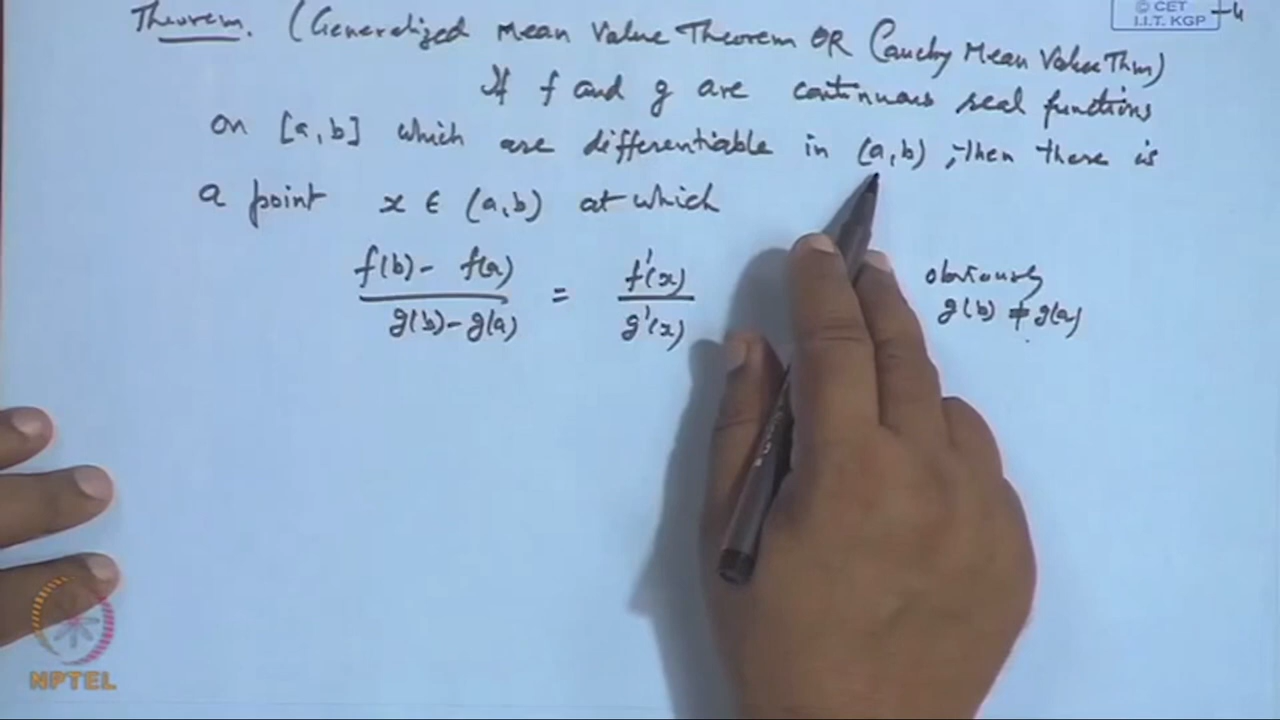 © CET
I.I.T. KGP
Theorem. (Generalized Mean Value Theorem OR Cauchy Mean Value Thm)
If f and g are continuous real functions
on [a,b] which are differentiable in (a,b), then there is
a point x ∈ (a,b) at which
f(b) - f(a) / g(b) - g(a) = f'(x) / g'(x)
obviously
g(b) ≠ g(a)
NPTEL